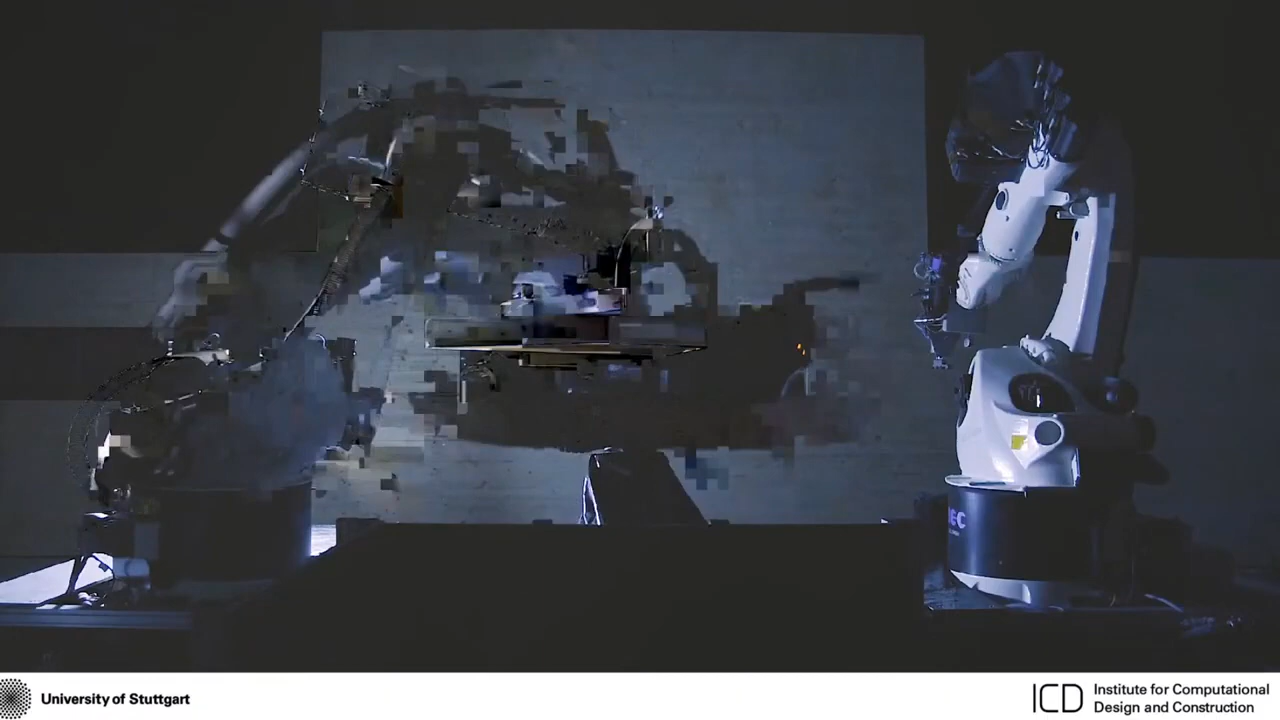 University of Stuttgart
ICD
Institute for Computational
Design and Construction